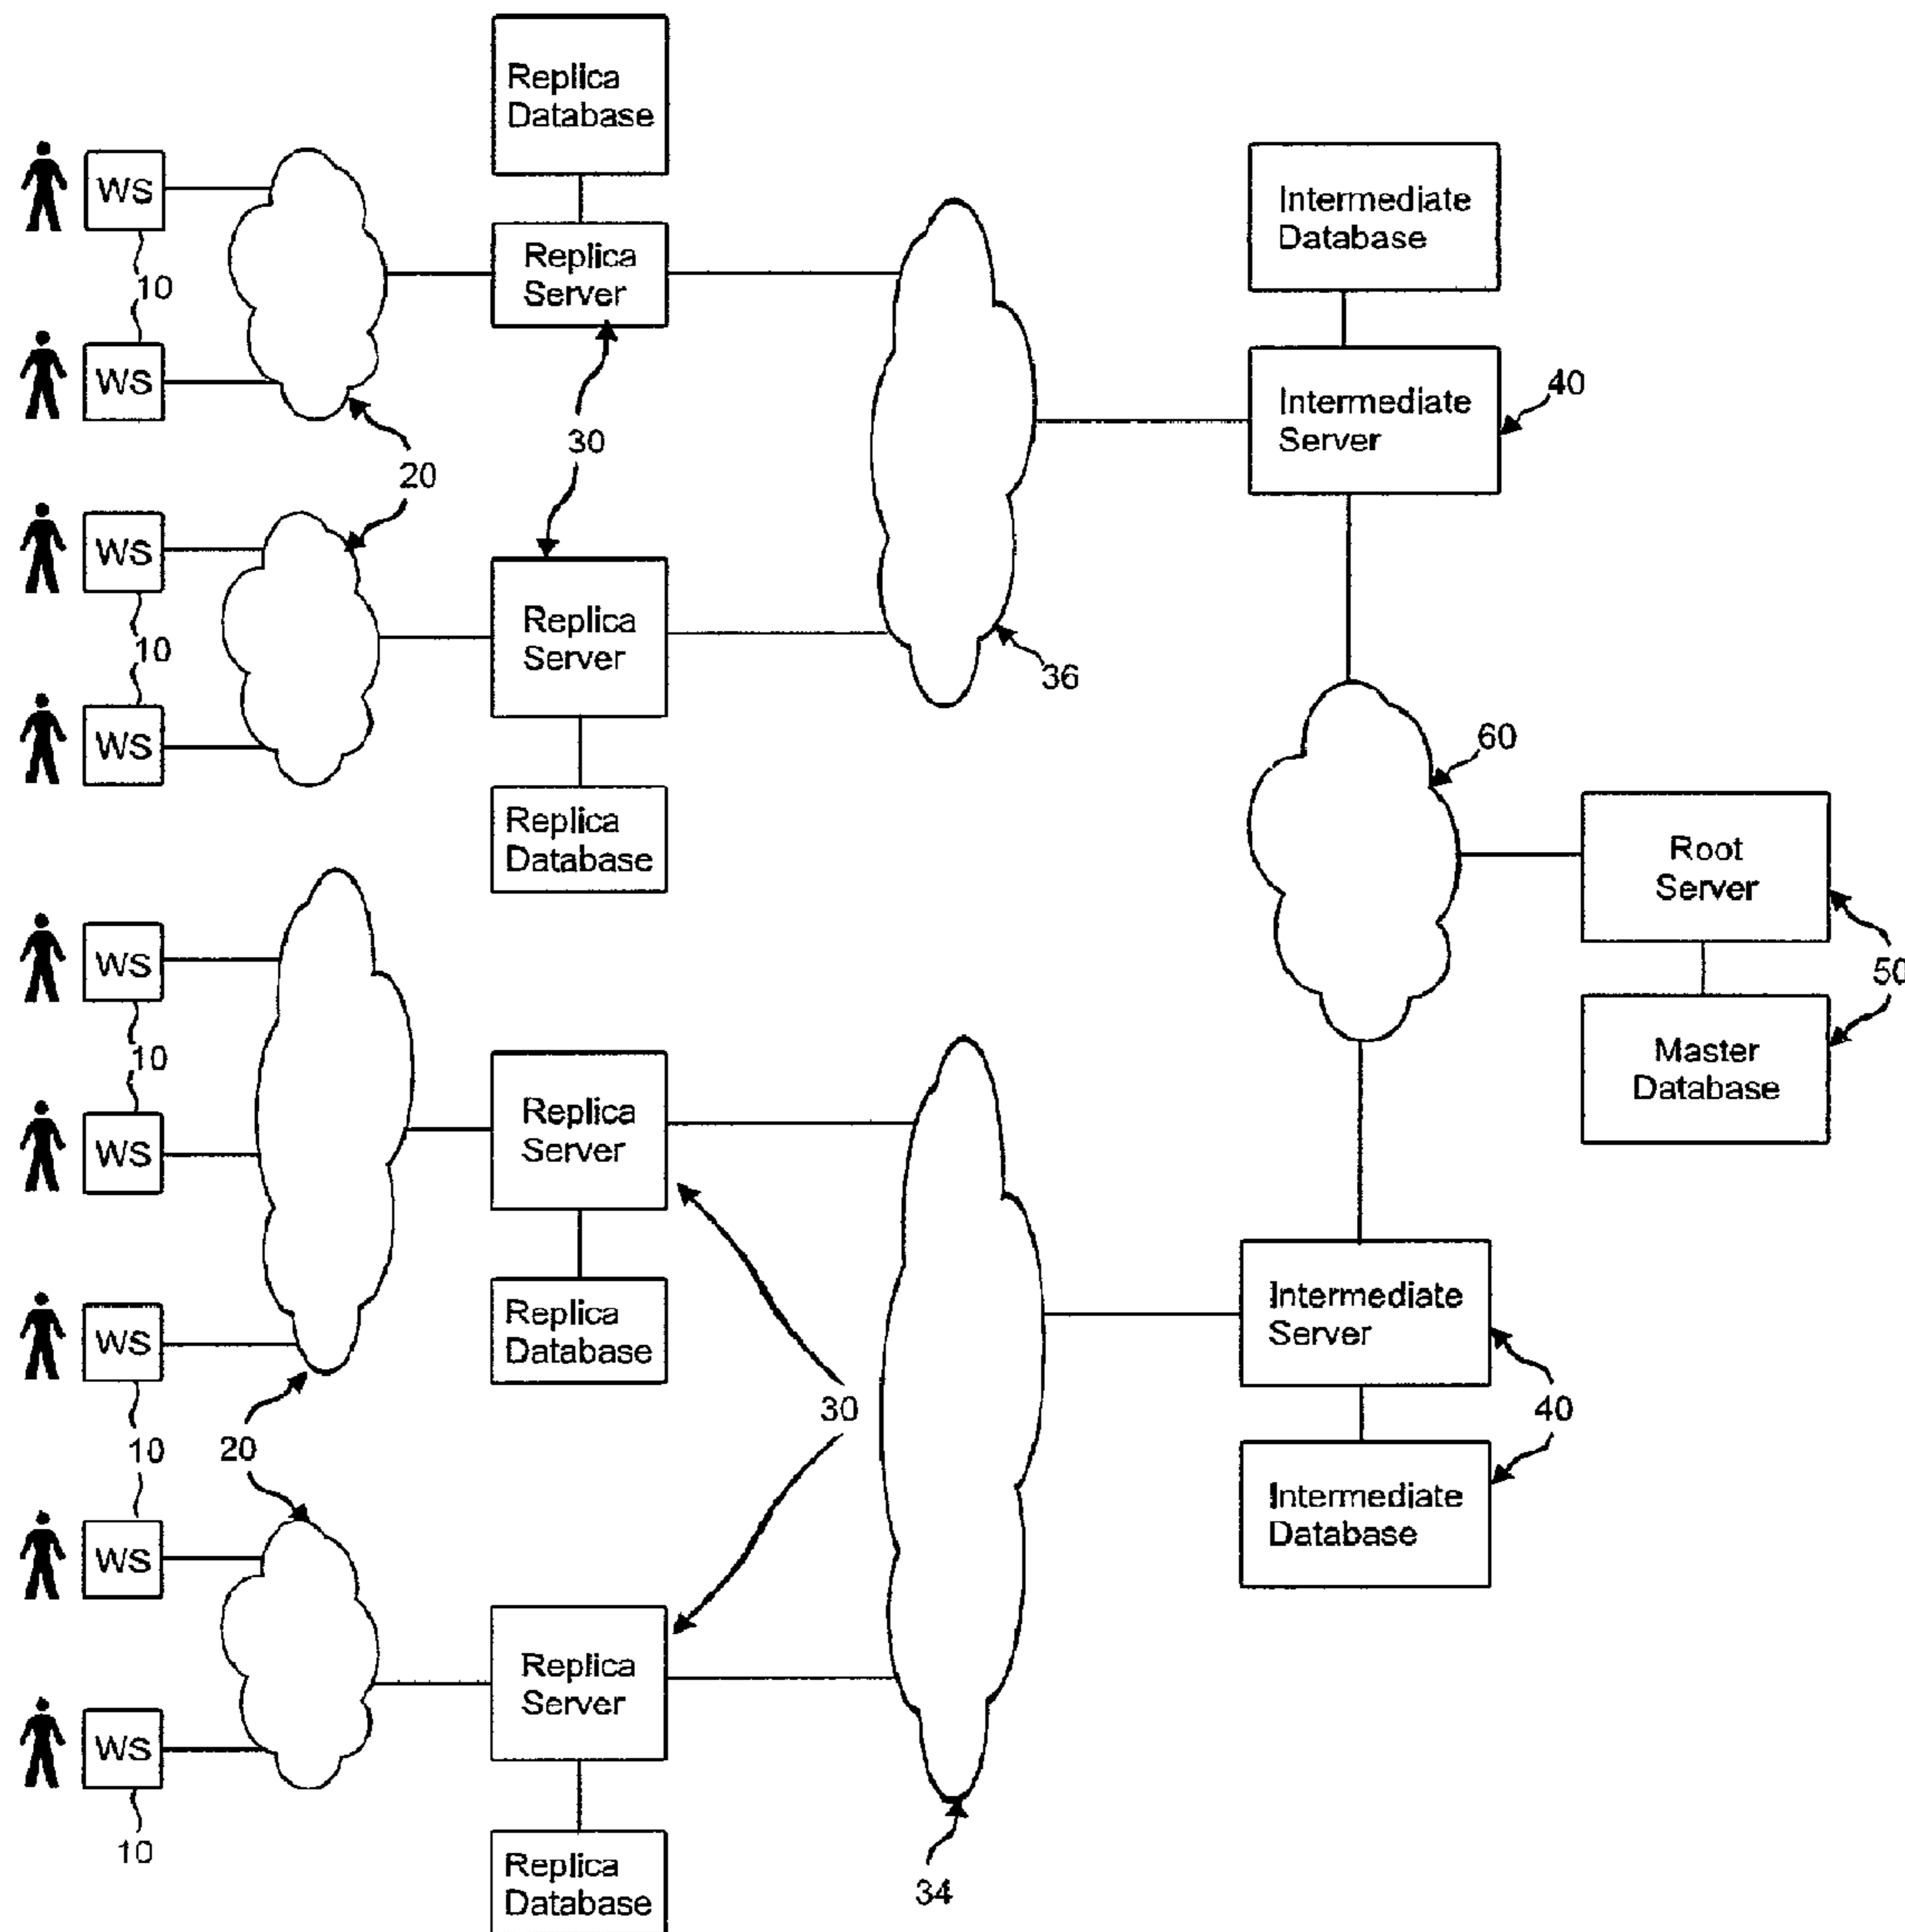 Replica
Database
WS
Replica
Server
10
WS
30
20
WS
Replica
Server
10
WS
Replica
Database
36
Intermediate
Database
Intermediate
Server
40
60
Root
Server
50
Master
Database
WS
10
WS
Replica
Server
WS
Replica
Database
10
20
30
WS
Replica
Server
WS
10
Replica
Database
34
Intermediate
Server
40
Intermediate
Database